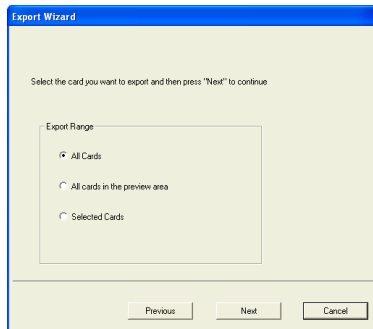 Export Wizard
Select the card you want to export and then press "Next" to continue
Export Range
All Cards
All cards in the preview area
Selected Cards
Previous Next Cancel